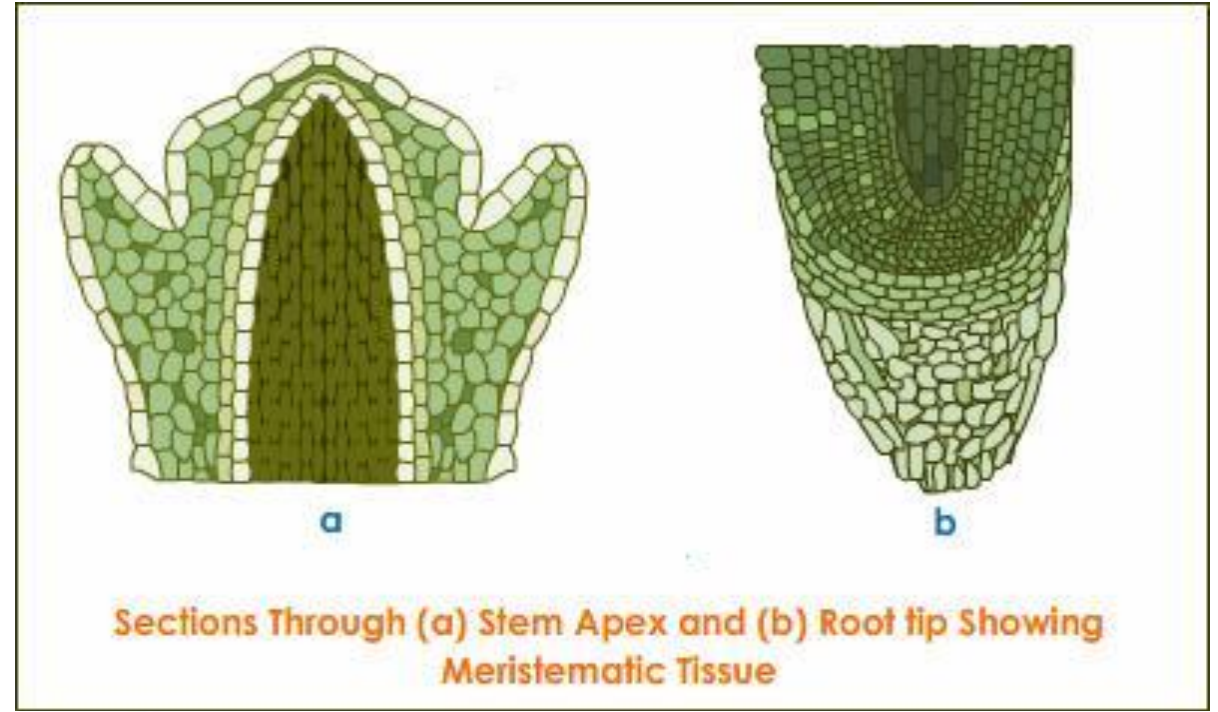 a
b
Sections Through (a) Stem Apex and (b) Root tip Showing
Meristematic Tissue